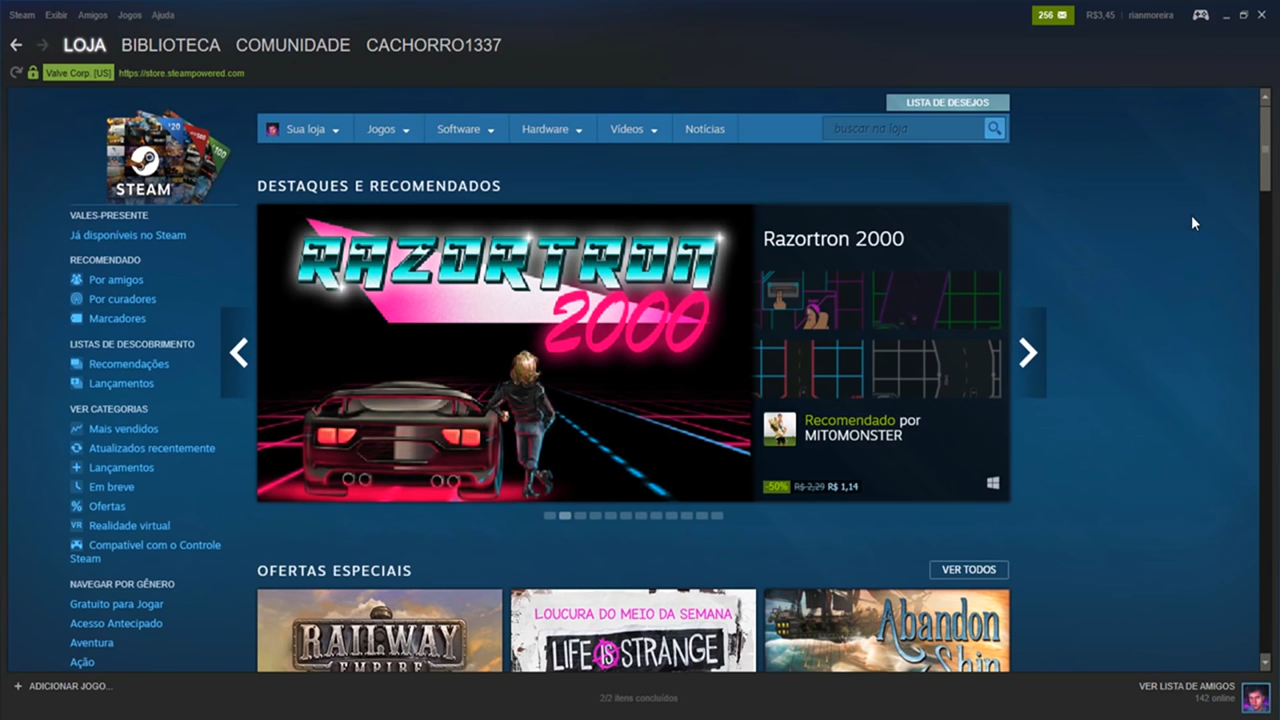 Steam Exibir Amigos Jogos Ajuda
256 R$3,45 rianmoreira
LOJA BIBLIOTECA COMUNIDADE CACHORRO1337
Valve Corp. [US] https://store.steampowered.com
LISTA DE DESEJOS
Sua loja Jogos Software Hardware Vídeos Notícias buscar na loja
STEAM
$20
$100
VALES-PRESENTE
Já disponíveis no Steam
RECOMENDADO
Por amigos
Por curadores
Marcadores
LISTAS DE DESCOBRIMENTO
Recomendações
Lançamentos
VER CATEGORIAS
Mais vendidos
Atualizados recentemente
Lançamentos
Em breve
Ofertas
VR Realidade virtual
Compatível com o Controle
Steam
NAVEGAR POR GÊNERO
Gratuito para Jogar
Acesso Antecipado
Aventura
Ação
DESTAQUES E RECOMENDADOS
RAZORTRON
2000
Razortron 2000
Recomendado por
MIT0MONSTER
-50% R$ 2,29 R$ 1,14
OFERTAS ESPECIAIS
VER TODOS
RAILWAY
EMPIRE
LOUCURA DO MEIO DA SEMANA
LIFE IS STRANGE
Abandon
Ship
ADICIONAR JOGO...
2/2 itens concluídos
VER LISTA DE AMIGOS
142 online